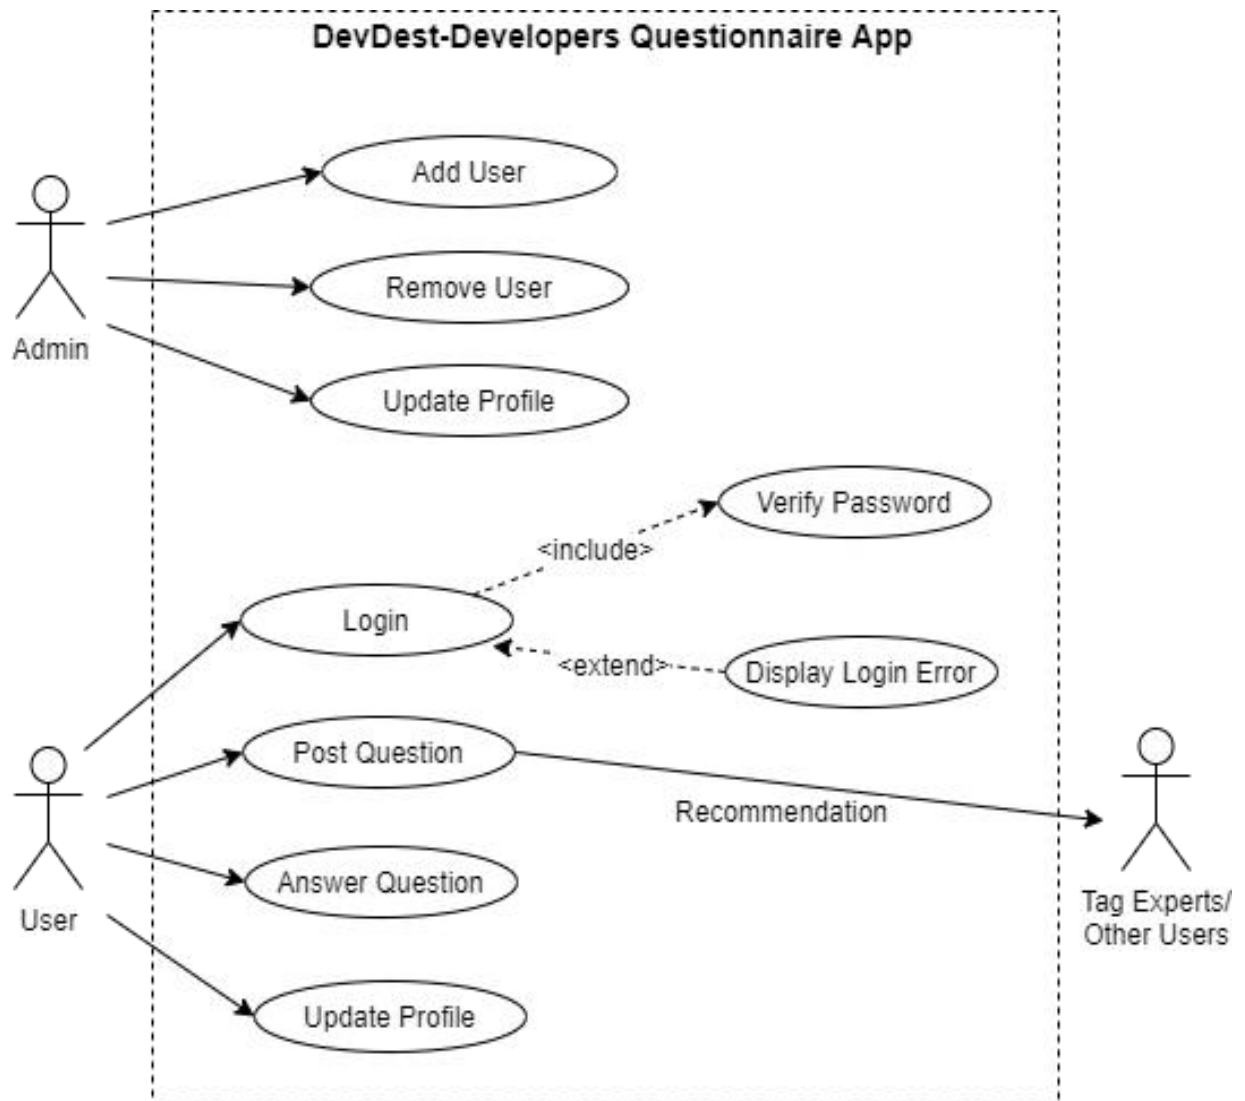 DevDest-Developers Questionnaire App
Add User
Remove User
Admin
Update Profile
Verify Password
<include>
Login
<extend>
Display Login Error
Post Question
Recommendation
Answer Question
User
Tag Experts/
Other Users
Update Profile